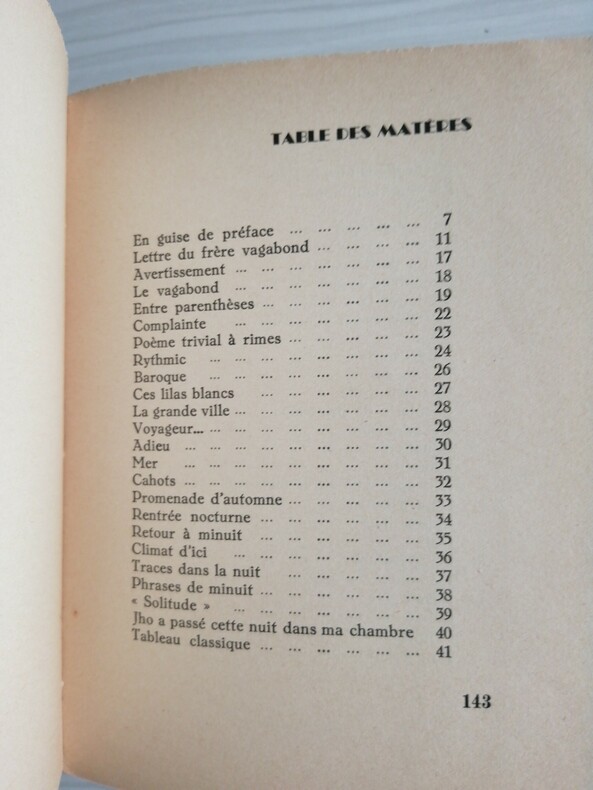 TABLE DES MATÈRES
En guise de préface ... ... ... ... ... 7
Lettre du frère vagabond ... ... ... ... ... 11
Avertissement ... ... ... ... ... ... ... 17
Le vagabond ... ... ... ... ... ... ... 18
Entre parenthèses ... ... ... ... ... ... ... 19
Complainte ... ... ... ... ... ... ... 22
Poème trivial à rimes ... ... ... ... ... ... 23
Rythmic ... ... ... ... ... ... ... ... 24
Baroque ... ... ... ... ... ... ... ... 26
Ces lilas blancs ... ... ... ... ... ... ... 27
La grande ville ... ... ... ... ... ... ... ... 28
Voyageur... ... ... ... ... ... ... ... ... 29
Adieu ... ... ... ... ... ... ... ... ... 30
Mer ... ... ... ... ... ... ... ... ... 31
Cahots ... ... ... ... ... ... ... ... ... 32
Promenade d'automne ... ... ... ... ... ... 33
Rentrée nocturne ... ... ... ... ... ... ... 34
Retour à minuit ... ... ... ... ... ... ... 35
Climat d'ici ... ... ... ... ... ... ... ... 36
Traces dans la nuit ... ... ... ... ... ... 37
Phrases de minuit ... ... ... ... ... ... ... 38
« Solitude » ... ... ... ... ... ... ... ... 39
Jho a passé cette nuit dans ma chambre 40
Tableau classique ... ... ... ... ... ... ... 41
143